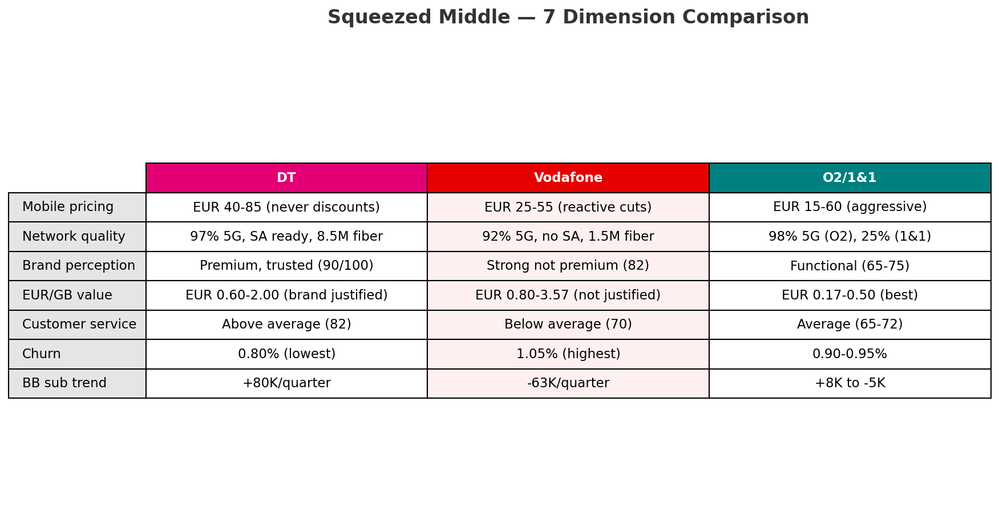 Squeezed Middle — 7 Dimension Comparison
DT Vodafone O2/1&1
Mobile pricing EUR 40-85 (never discounts) EUR 25-55 (reactive cuts) EUR 15-60 (aggressive)
Network quality 97% 5G, SA ready, 8.5M fiber 92% 5G, no SA, 1.5M fiber 98% 5G (O2), 25% (1&1)
Brand perception Premium, trusted (90/100) Strong not premium (82) Functional (65-75)
EUR/GB value EUR 0.60-2.00 (brand justified) EUR 0.80-3.57 (not justified) EUR 0.17-0.50 (best)
Customer service Above average (82) Below average (70) Average (65-72)
Churn 0.80% (lowest) 1.05% (highest) 0.90-0.95%
BB sub trend +80K/quarter -63K/quarter +8K to -5K